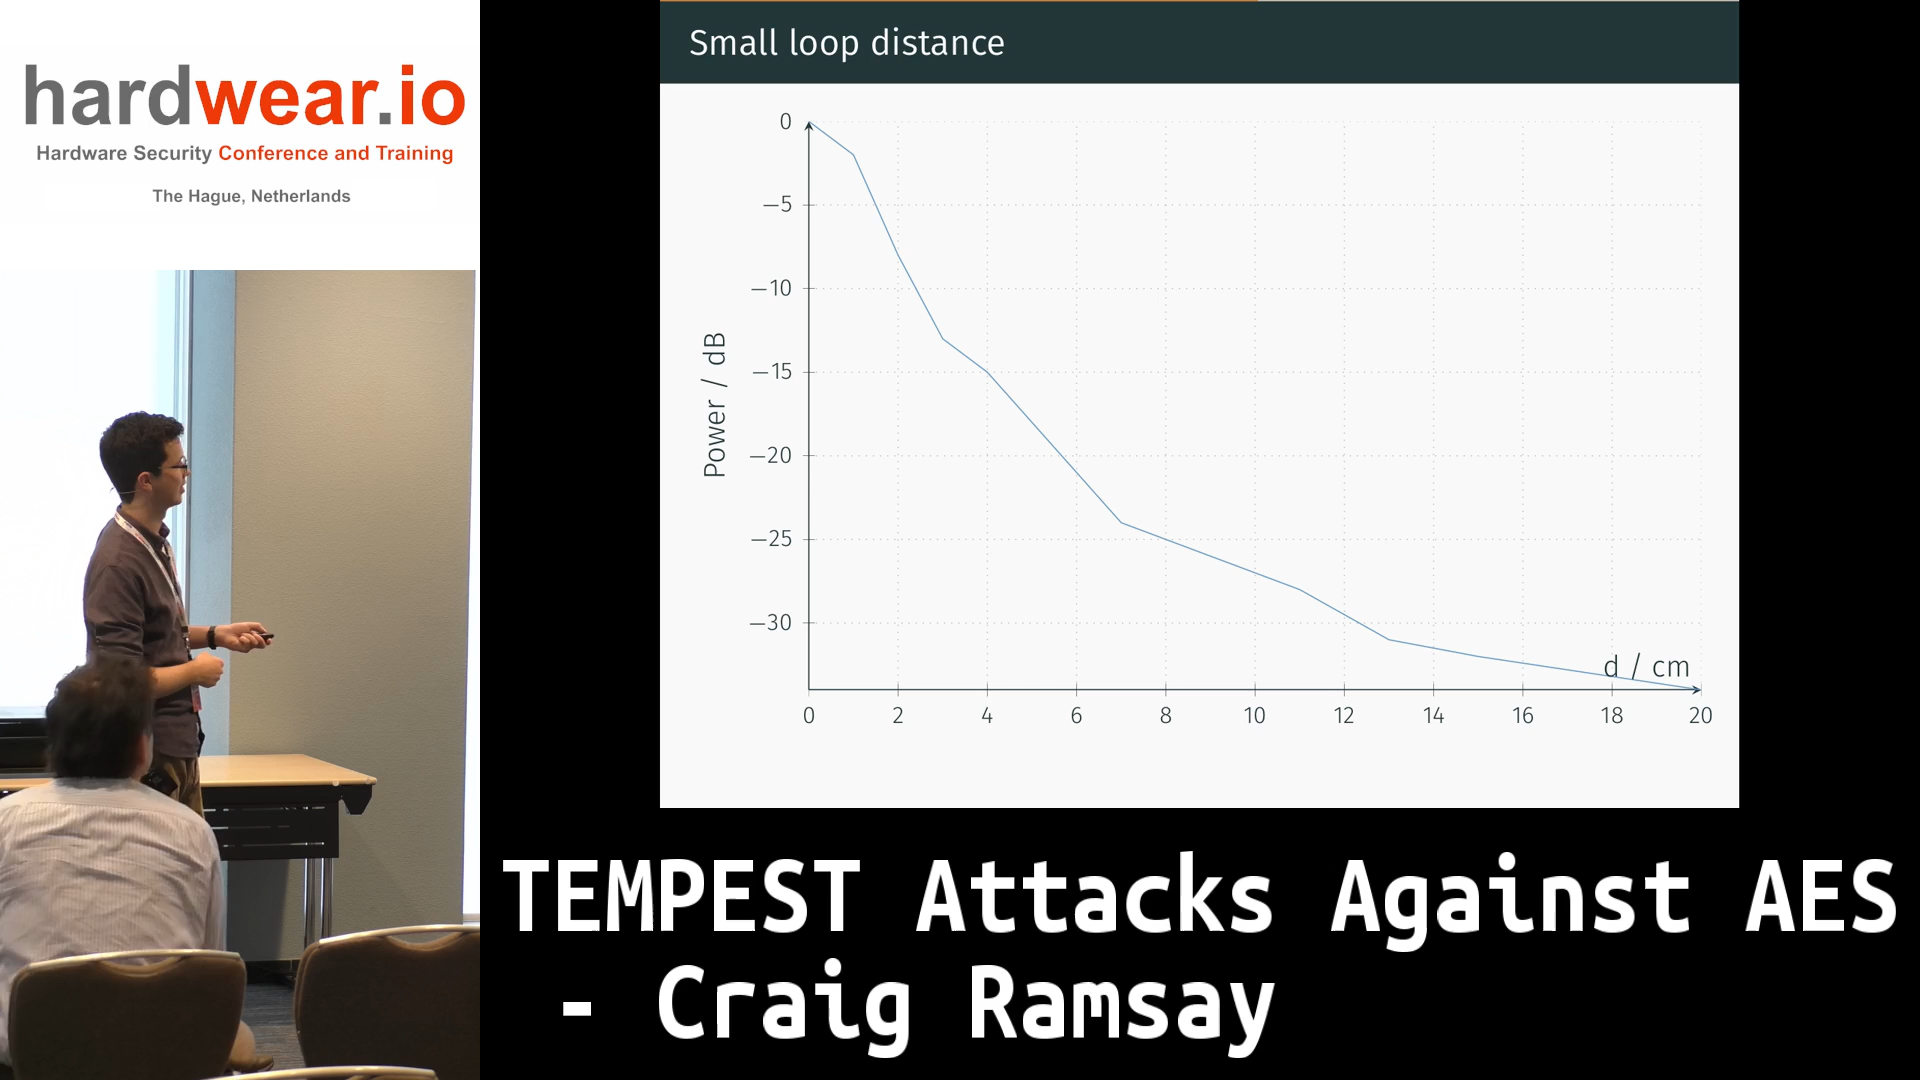 hardwear.io
Hardware Security Conference and Training
The Hague, Netherlands
Small loop distance
0
—5
—10
—15
—20
—25
—30
Power / dB
d / cm
0 2 4 6 8 10 12 14 16 18 20
TEMPEST Attacks Against AES
- Craig Ramsay